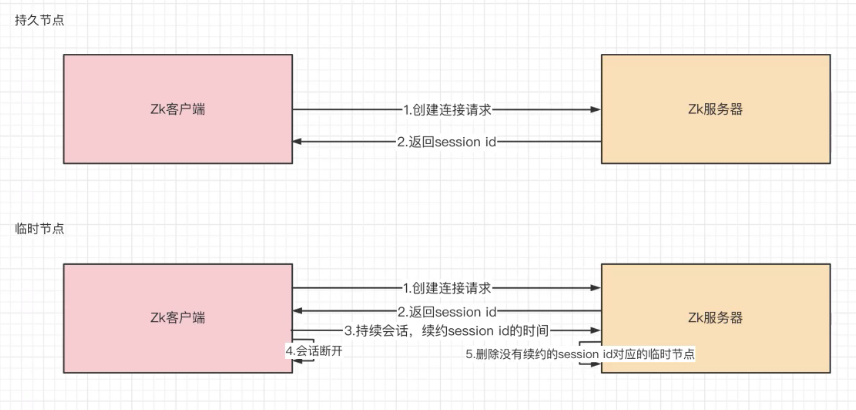 持久节点
Zk客户端
1.创建连接请求
Zk服务器
2.返回session id
临时节点
1.创建连接请求
2.返回session id
Zk客户端
Zk服务器
3.持续会话，续约session id的时间
4.会话断开
5.删除没有续约的session id对应的临时节点